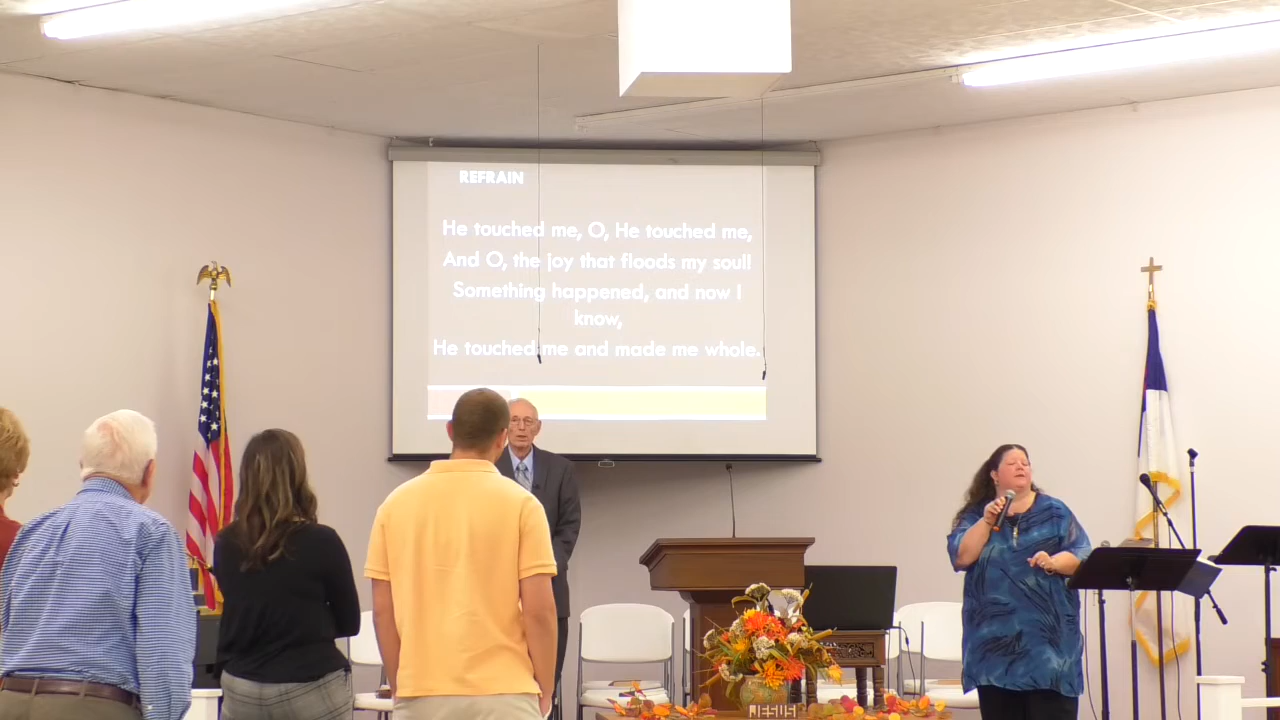 REFRAIN
He touched me, O, He touched me,
And O, the joy that floods my soul!
Something happened, and now I
know,
He touched me and made me whole.
JESUS